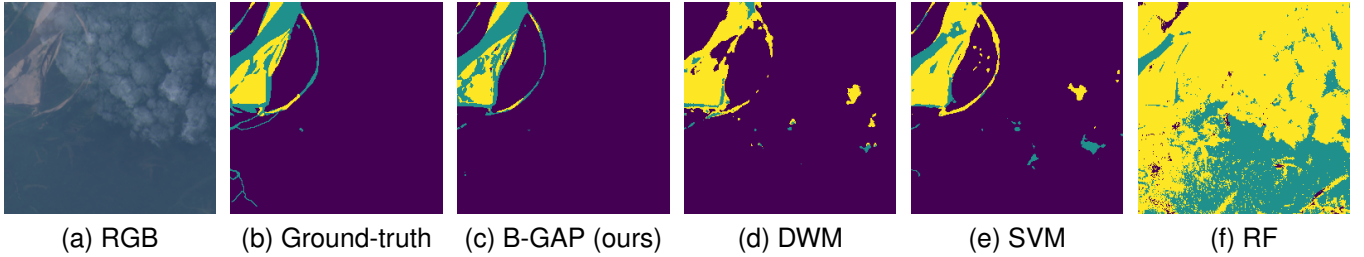 (a) RGB
(b) Ground-truth
(c) B-GAP (ours)
(d) DWM
(e) SVM
(f) RF